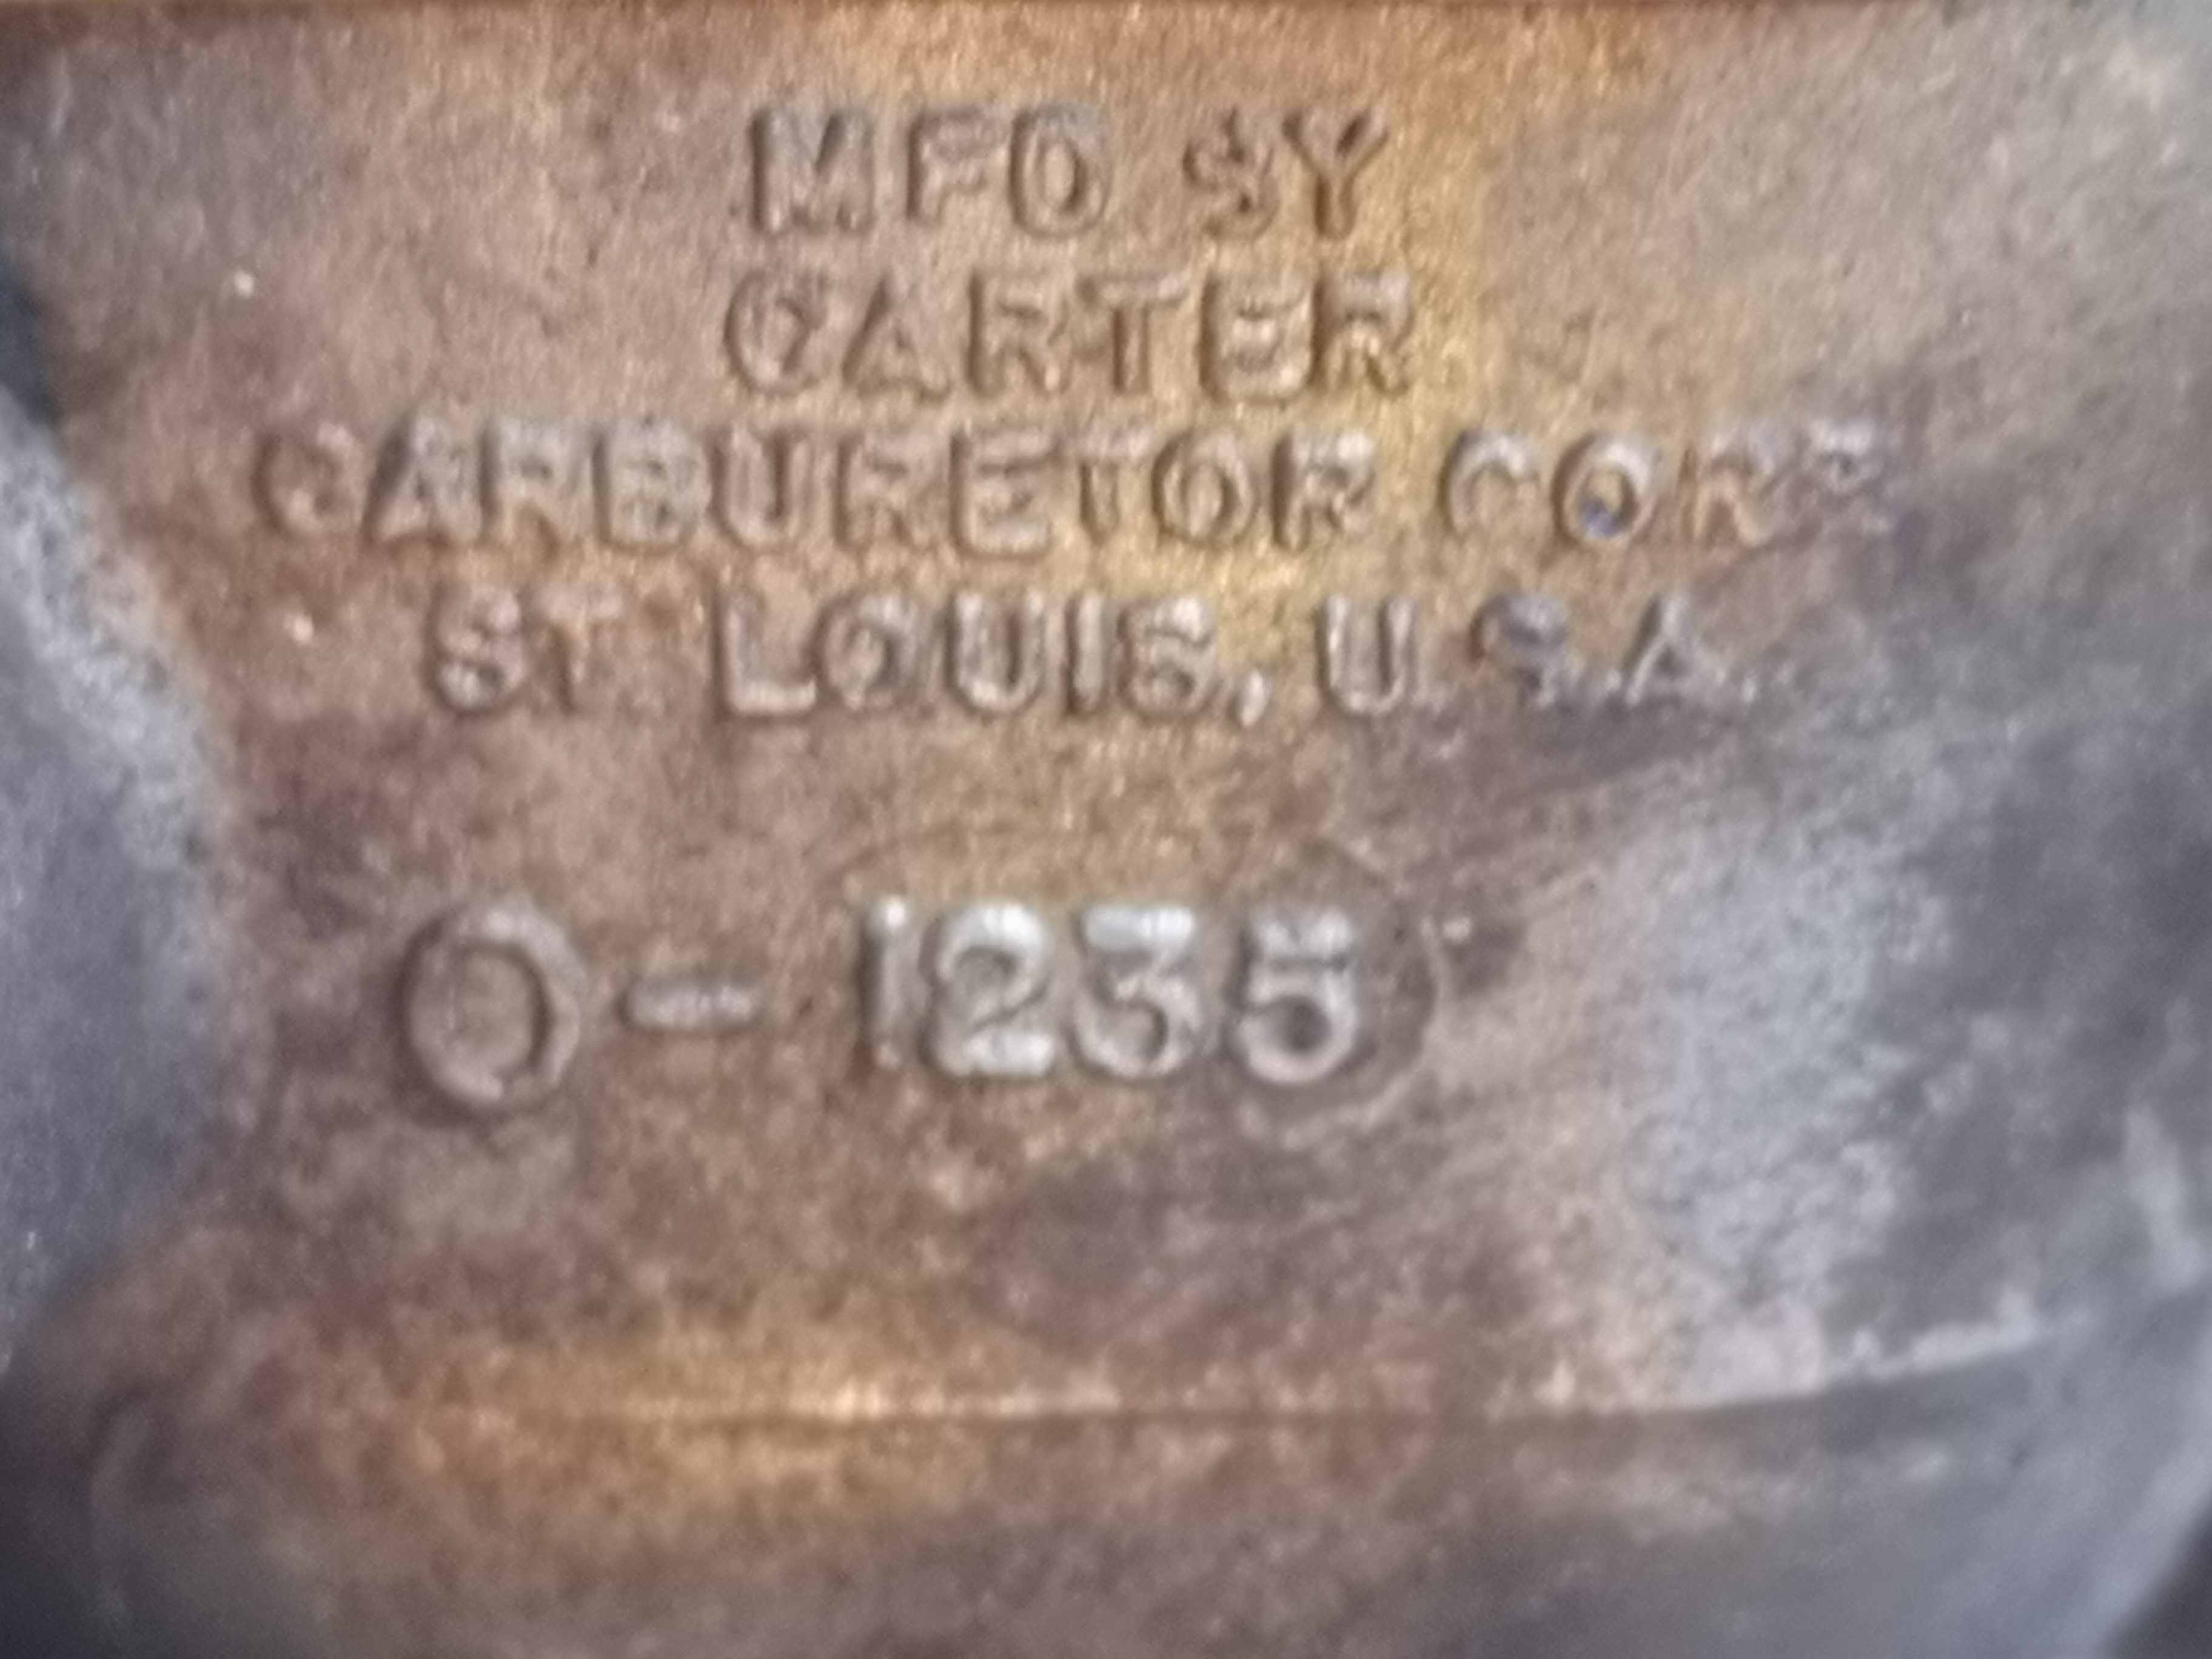 MFD BY
CARTER
CARBURETOR CORP.
ST. LOUIS, U.S.A.
O-1235